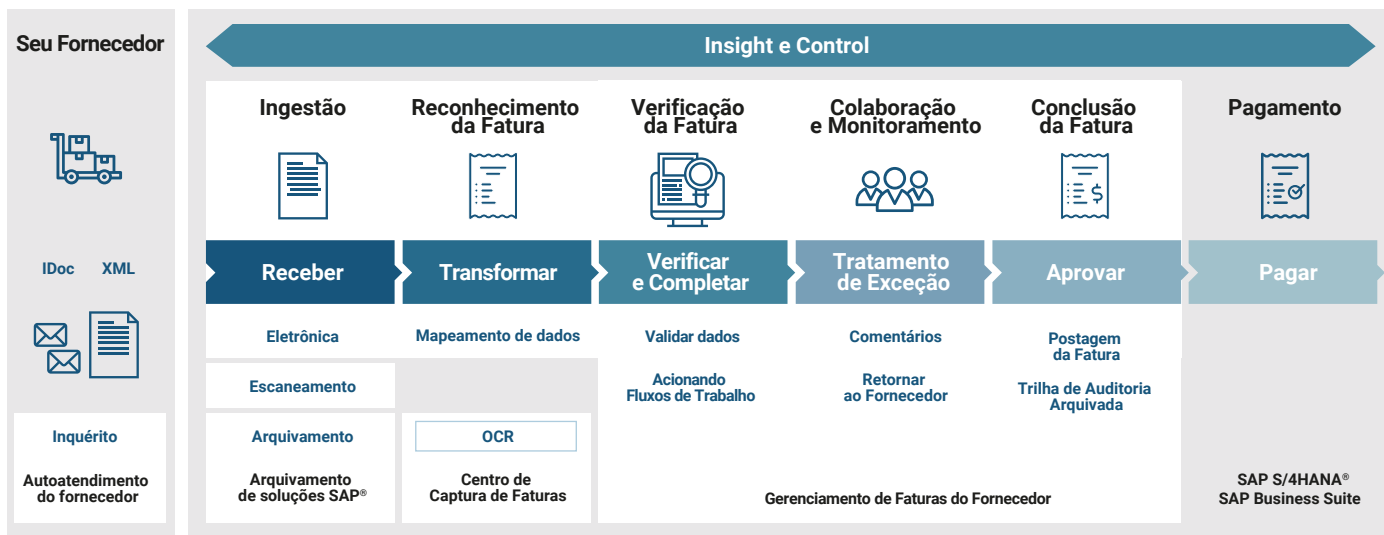 Seu Fornecedor
IDoc XML
Inquérito
Autoatendimento
do fornecedor
Insight e Control
Ingestão
Receber
Eletrônica
Escaneamento
Arquivamento
Arquivamento
de soluções SAP®
Reconhecimento
da Fatura
Transformar
Mapeamento de dados
OCR
Centro de
Captura de Faturas
Verificação
da Fatura
Verificar
e Completar
Validar dados
Acionando
Fluxos de Trabalho
Colaboração
e Monitoramento
Tratamento
de Exceção
Comentários
Retornar
ao Fornecedor
Conclusão
da Fatura
$
Aprovar
Postagem
da Fatura
Trilha de Auditoria
Arquivada
Gerenciamento de Faturas do Fornecedor
Pagamento
Pagar
SAP S/4HANA®
SAP Business Suite